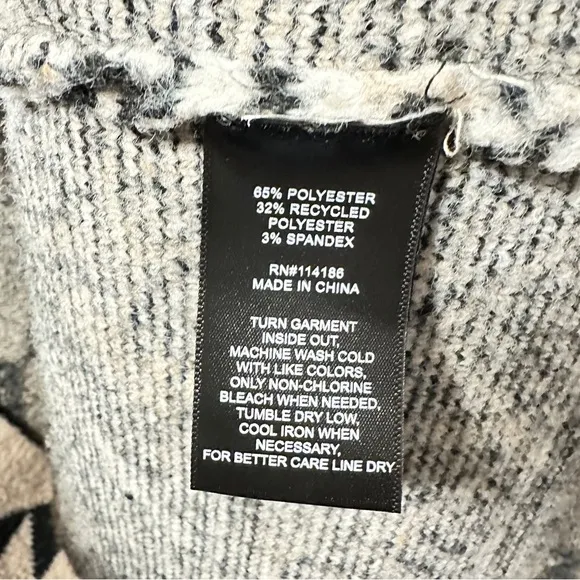 65% POLYESTER
32% RECYCLED
POLYESTER
3% SPANDEX
RN#114186
MADE IN CHINA
TURN GARMENT
INSIDE OUT,
MACHINE WASH COLD
WITH LIKE COLORS,
ONLY NON-CHLORINE
BLEACH WHEN NEEDED,
TUMBLE DRY LOW,
COOL IRON WHEN
NECESSARY,
FOR BETTER CARE LINE DRY